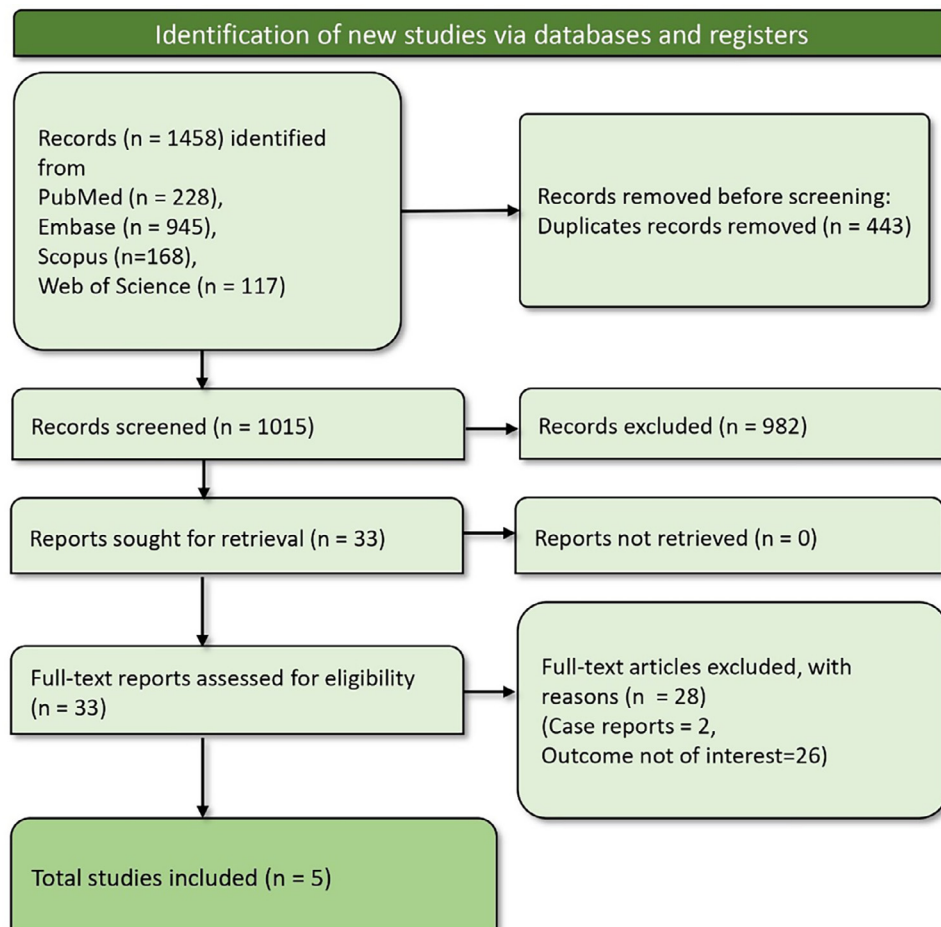 Identification of new studies via databases and registers
Records (n = 1458) identified
from
PubMed (n = 228),
Embase (n = 945),
Scopus (n=168),
Web of Science (n = 117)
Records removed before screening:
Duplicates records removed (n = 443)
Records screened (n = 1015)
Records excluded (n = 982)
Reports sought for retrieval (n = 33)
Reports not retrieved (n = 0)
Full-text reports assessed for eligibility
(n = 33)
Full-text articles excluded, with
reasons (n = 28)
(Case reports = 2,
Outcome not of interest=26)
Total studies included (n = 5)